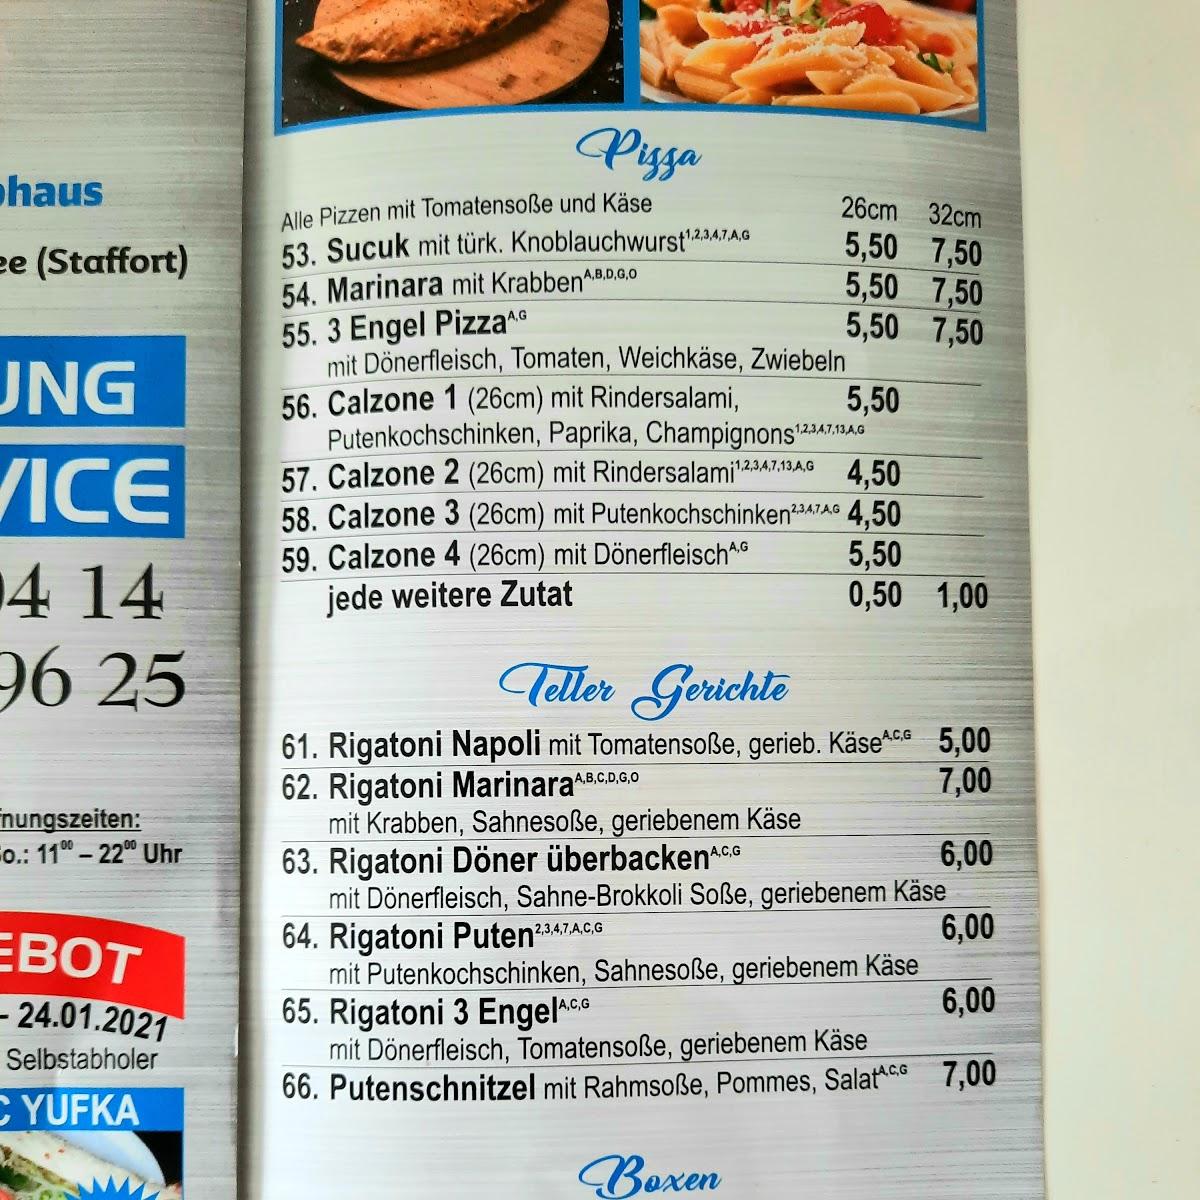 haus
ee (Staffort)
UNG
VICE
04 14
96 25
fnungszeiten:
So.: 11⁰⁰ – 22⁰⁰ Uhr
EBOT
- 24.01.2021
Selbstabholer
C YUFKA
Pizza
Alle Pizzen mit Tomatensoße und Käse 26cm 32cm
53. Sucuk mit türk. Knoblauchwurst1,2,3,4,7,A,G 5,50 7,50
54. Marinara mit KrabbenA,B,D,G,O 5,50 7,50
55. 3 Engel PizzaA,G 5,50 7,50
mit Dönerfleisch, Tomaten, Weichkäse, Zwiebeln
56. Calzone 1 (26cm) mit Rindersalami, 5,50
Putenkochschinken, Paprika, Champignons1,2,3,4,7,13,A,G
57. Calzone 2 (26cm) mit Rindersalami1,2,3,4,7,13,A,G 4,50
58. Calzone 3 (26cm) mit Putenkochschinken2,3,4,7,A,G 4,50
59. Calzone 4 (26cm) mit DönerfleischA,G 5,50
jede weitere Zutat 0,50 1,00
Teller Gerichte
61. Rigatoni Napoli mit Tomatensoße, gerieb. KäseA,C,G 5,00
62. Rigatoni MarinaraA,B,C,D,G,O 7,00
mit Krabben, Sahnesoße, geriebenem Käse
63. Rigatoni Döner überbackenA,C,G 6,00
mit Dönerfleisch, Sahne-Brokkoli Soße, geriebenem Käse
64. Rigatoni Puten2,3,4,7,A,C,G 6,00
mit Putenkochschinken, Sahnesoße, geriebenem Käse
65. Rigatoni 3 EngelA,C,G 6,00
mit Dönerfleisch, Tomatensoße, geriebenem Käse
66. Putenschnitzel mit Rahmsoße, Pommes, SalatA,C,G 7,00
Boxen